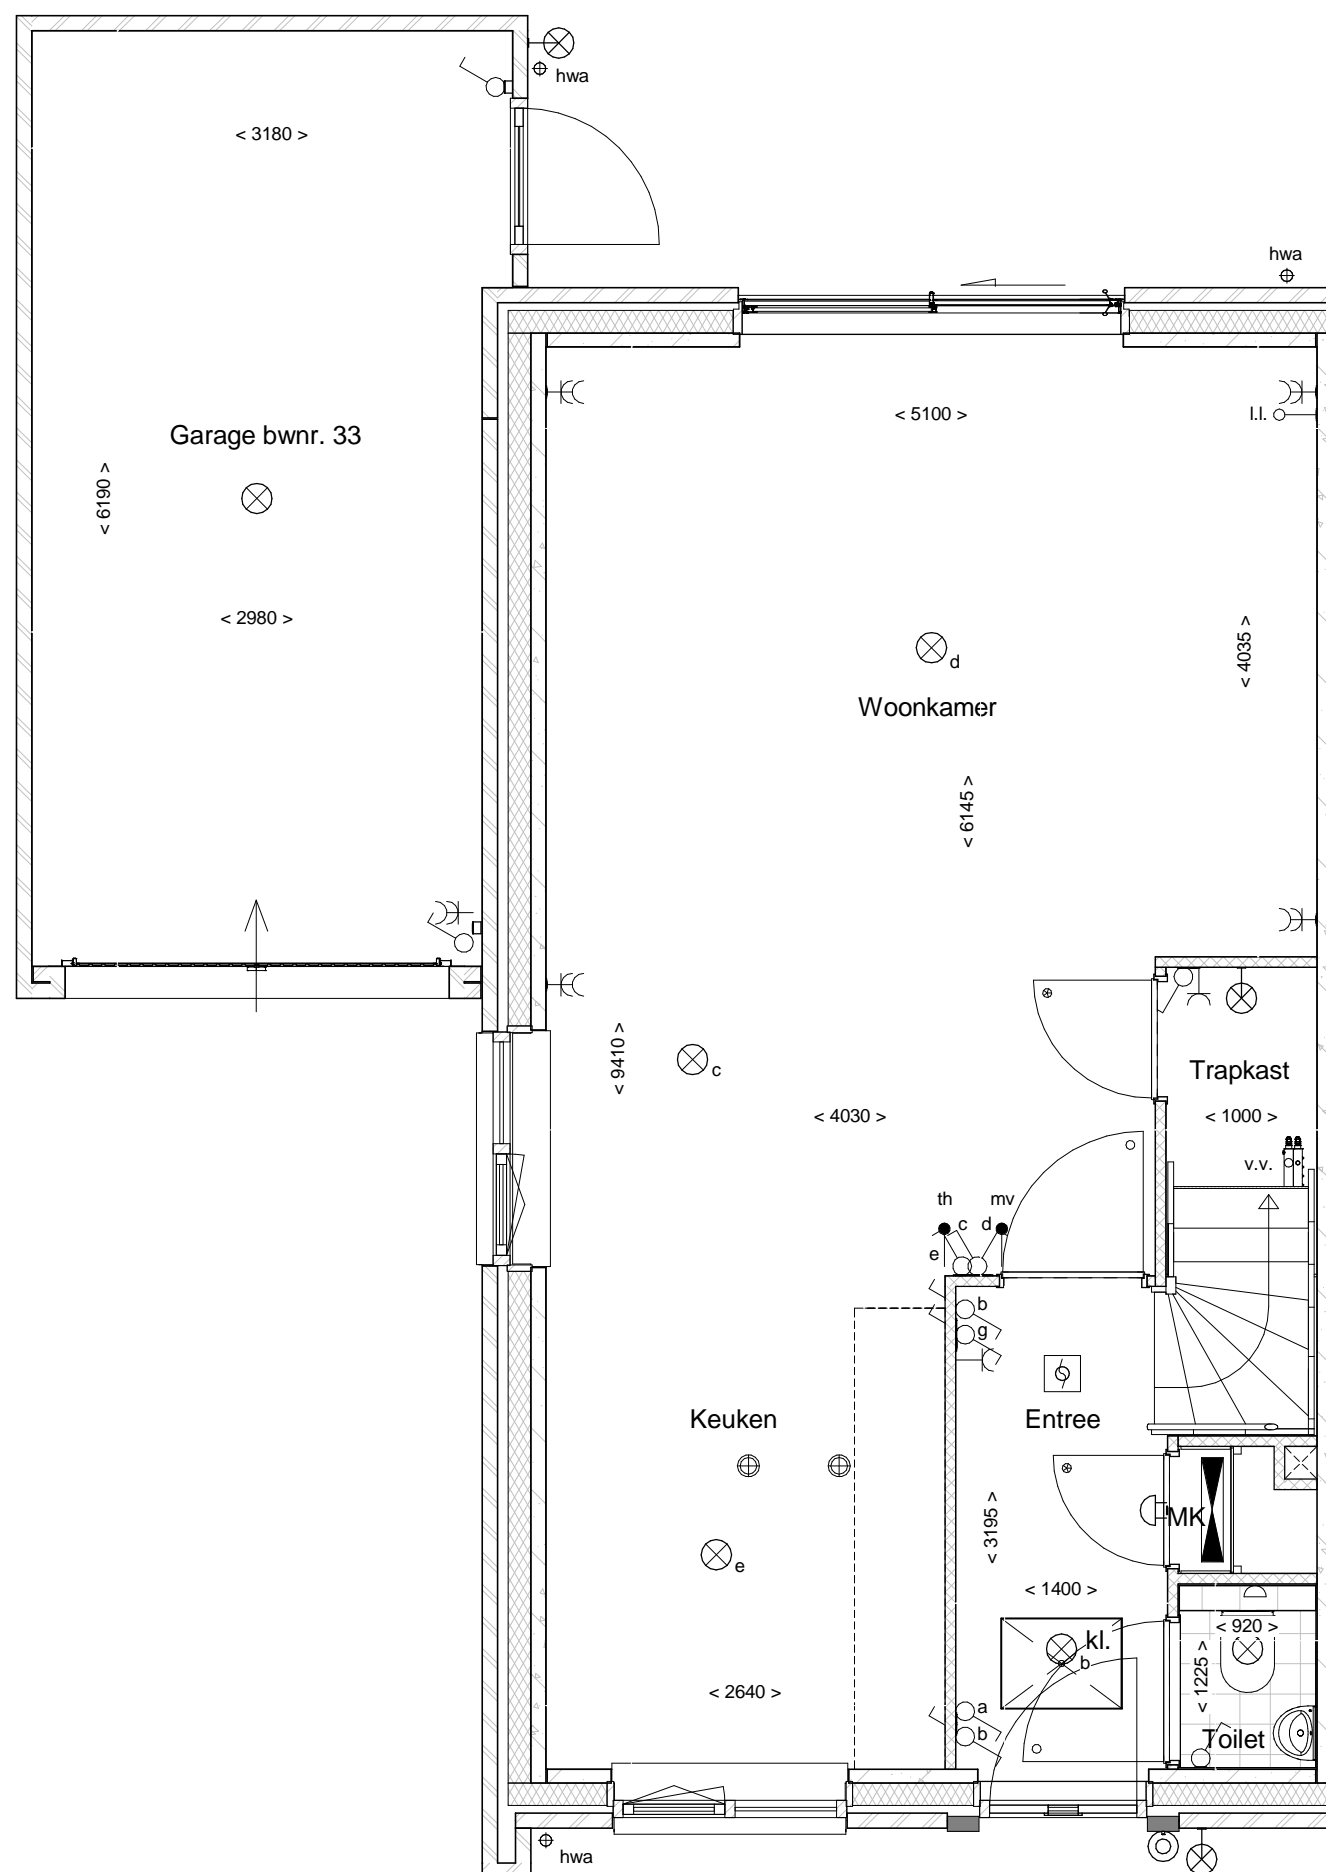 hwa
< 3180 >
hwa
< 5100 >
l.l.
Garage bwnr. 33
< 6190 >
< 2980 >
< 4035 >
d
Woonkamer
< 6145 >
< 9410 >
c
Trapkast
< 4030 >
< 1000 >
v.v.
th
mv
c
d
e
b
g
Keuken
Entree
< 3195 >
MK
e
< 1400 >
< 920 >
kl.
b
< 1225 >
< 2640 >
a
b
Toilet
hwa